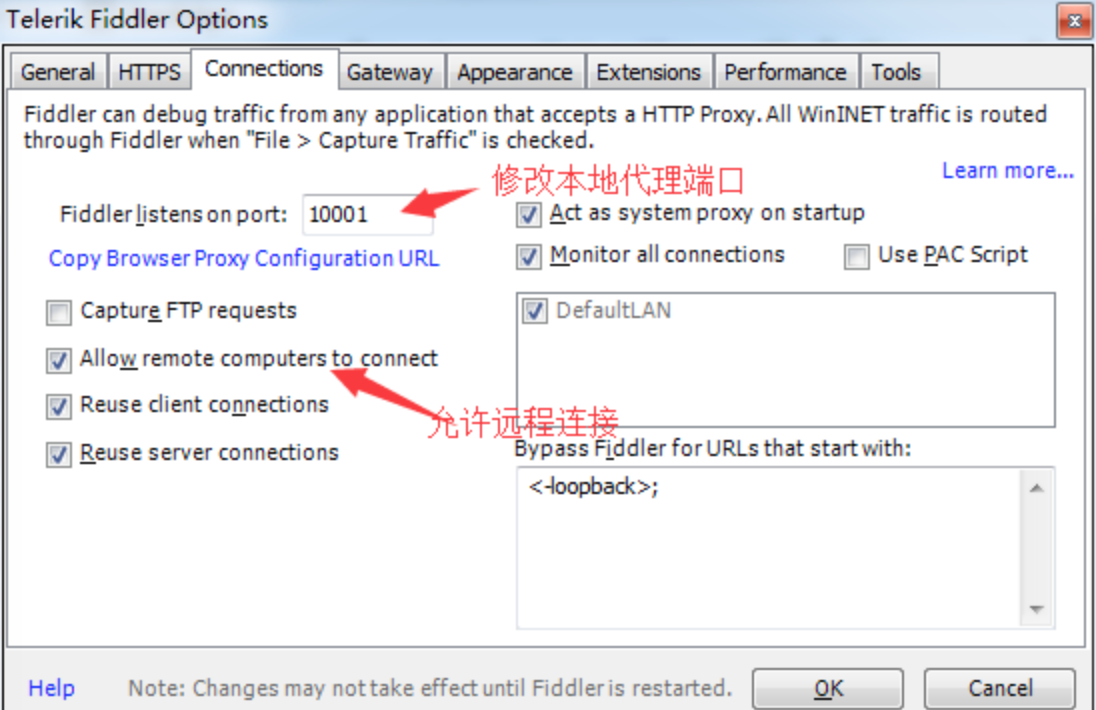 Telerik Fiddler Options
General HTTPS Connections Gateway Appearance Extensions Performance Tools
Fiddler can debug traffic from any application that accepts a HTTP Proxy. All WinINET traffic is routed
through Fiddler when "File > Capture Traffic" is checked.
Learn more...
修改本地代理端口
Fiddler listens on port: 10001
Act as system proxy on startup
Copy Browser Proxy Configuration URL
Monitor all connections
Use PAC Script
Capture FTP requests
DefaultLAN
Allow remote computers to connect
Reuse client connections
允许远程连接
Reuse server connections
Bypass Fiddler for URLs that start with:
<-loopback>;
Help
Note: Changes may not take effect until Fiddler is restarted.
OK
Cancel